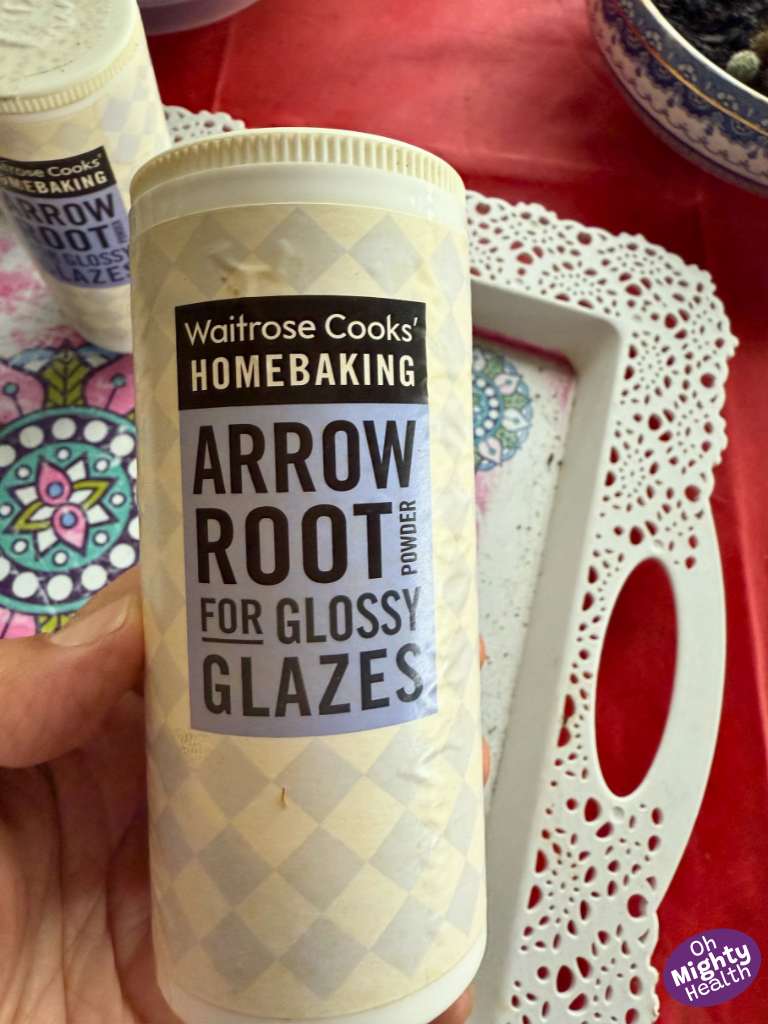 Waitrose Cooks'
HOMEBAKING
ARROW
ROOT
POWDER
FOR GLOSSY
GLAZES
Waitrose Cooks'
HOMEBAKING
ARROW
ROOT
GLOSSY
GLAZES
Oh
Mighty
Health